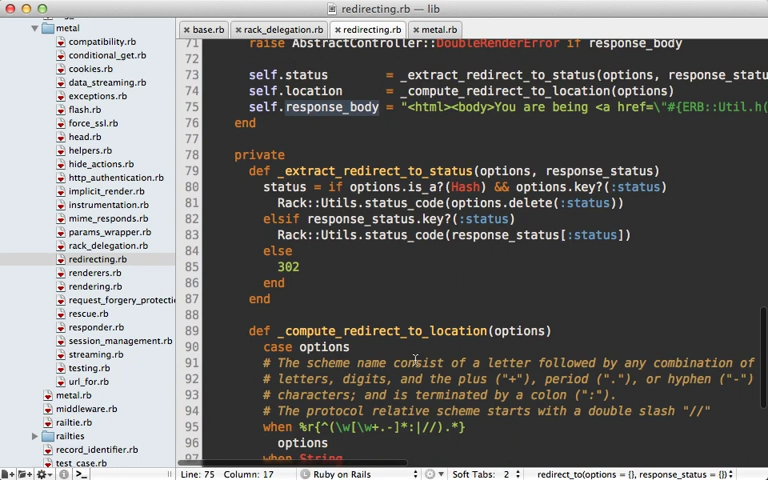 redirecting.rb — lib
metal
compatibility.rb
conditional_get.rb
cookies.rb
data_streaming.rb
exceptions.rb
flash.rb
force_ssl.rb
head.rb
helpers.rb
hide_actions.rb
http_authentication.rb
implicit_render.rb
instrumentation.rb
mime_responds.rb
params_wrapper.rb
rack_delegation.rb
redirecting.rb
renderers.rb
rendering.rb
request_forgery_protectio
rescue.rb
responder.rb
session_management.rb
streaming.rb
testing.rb
url_for.rb
metal.rb
middleware.rb
railtie.rb
railties
record_identifier.rb
test_case.rb
× base.rb × rack_delegation.rb × redirecting.rb × metal.rb
71 raise AbstractController::DoubleRenderError if response_body
72
73 self.status = _extract_redirect_to_status(options, response_statu
74 self.location = _compute_redirect_to_location(options)
75 self.response_body = "<html><body>You are being <a href=\"#{ERB::Util.h(
76 end
77
78 private
79 def _extract_redirect_to_status(options, response_status)
80 status = if options.is_a?(Hash) && options.key?(:status)
81 Rack::Utils.status_code(options.delete(:status))
82 elsif response_status.key?(:status)
83 Rack::Utils.status_code(response_status[:status])
84 else
85 302
86 end
87 end
88
89 def _compute_redirect_to_location(options)
90 case options
91 # The scheme name consist of a letter followed by any combination of
92 # letters, digits, and the plus ("+"), period ("."), or hyphen ("-")
93 # characters; and is terminated by a colon (":").
94 # The protocol relative scheme starts with a double slash "//"
95 when %r{^(\w[\w+.-]*:|//).*}
96 options
97 when String
Line: 75 Column: 17 Ruby on Rails Soft Tabs: 2 redirect_to(options = {}, response_status = {})